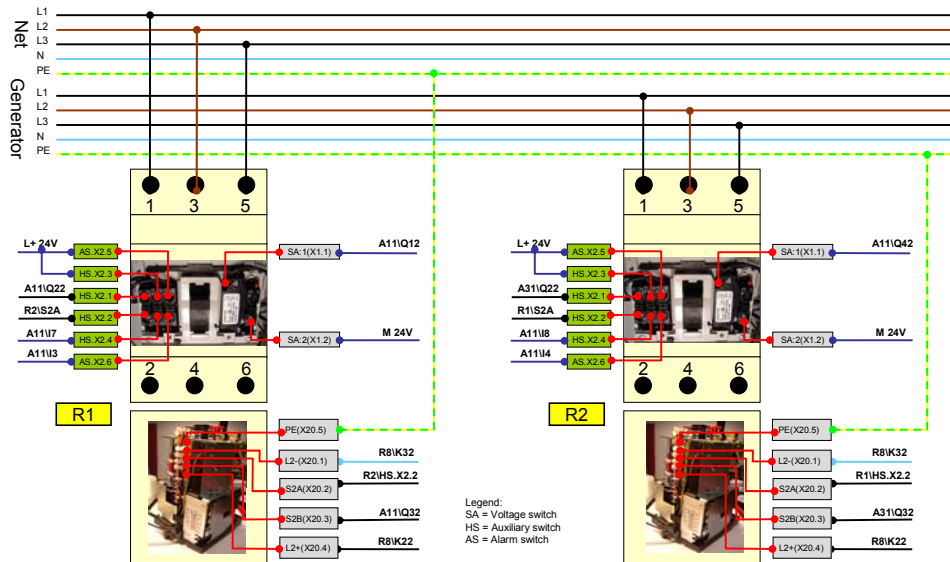 Net
L1
L2
L3
N
PE
Generator
L1
L2
L3
N
PE
1 3 5
L+ 24V AS.X2.5
HS.X2.3
A11\Q22 HS.X2.1
R2\S2A HS.X2.2
A11\I7 HS.X2.4
A11\I3 AS.X2.6
SA:1(X1.1) A11\Q12
SA:2(X1.2) M 24V
2 4 6
R1
PE(X20.5)
L2-(X20.1) R8\K32
S2A(X20.2) R2\HS.X2.2
S2B(X20.3) A11\Q32
L2+(X20.4) R8\K22
Legend:
SA = Voltage switch
HS = Auxiliary switch
AS = Alarm switch
1 3 5
L+ 24V AS.X2.5
HS.X2.3
A31\Q22 HS.X2.1
R1\S2A HS.X2.2
A11\I8 HS.X2.4
A11\I4 AS.X2.6
SA:1(X1.1) A11\Q42
SA:2(X1.2) M 24V
2 4 6
R2
PE(X20.5)
L2-(X20.1) R8\K32
S2A(X20.2) R1\HS.X2.2
S2B(X20.3) A31\Q32
L2+(X20.4) R8\K22